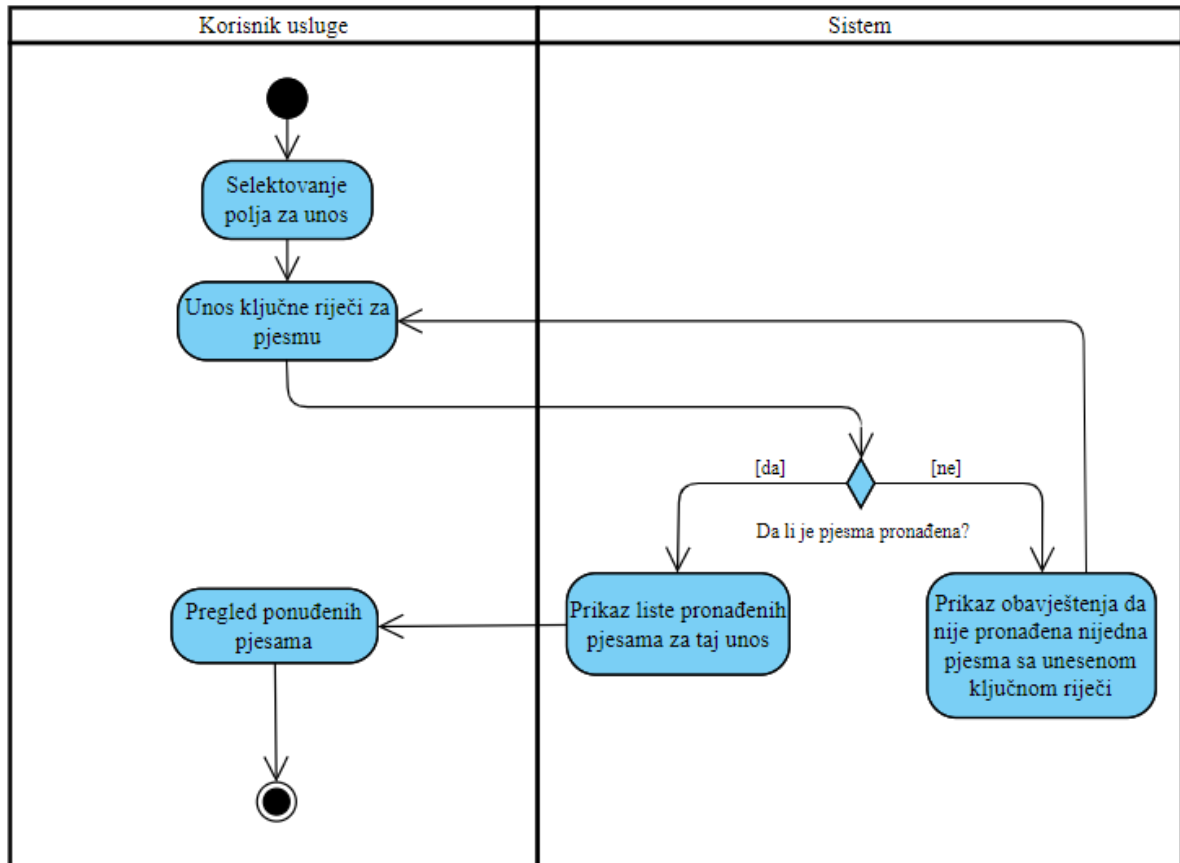 Korisnik usluge
Sistem
Selektovanje
polja za unos
Unos ključne riječi za
pjesmu
[da]
[ne]
Da li je pjesma pronađena?
Prikaz liste pronađenih
pjesama za taj unos
Prikaz obavještenja da
nije pronađena nijedna
pjesma sa unesenom
ključnom riječi
Pregled ponuđenih
pjesama